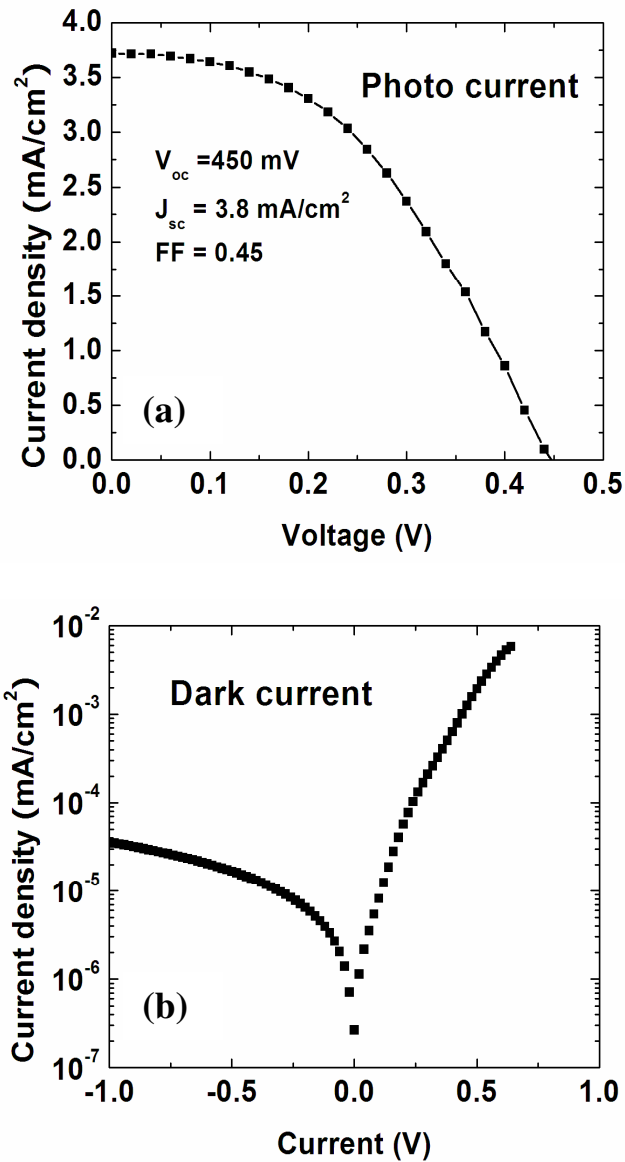 4.0
3.5
3.0
2.5
2.0
1.5
1.0
0.5
0.0
Current density (mA/cm²)
Photo current
V_oc =450 mV
J_sc = 3.8 mA/cm²
FF = 0.45
(a)
0.0 0.1 0.2 0.3 0.4 0.5
Voltage (V)
10⁻²
10⁻³
10⁻⁴
10⁻⁵
10⁻⁶
10⁻⁷
Current density (mA/cm²)
Dark current
(b)
-1.0 -0.5 0.0 0.5 1.0
Current (V)